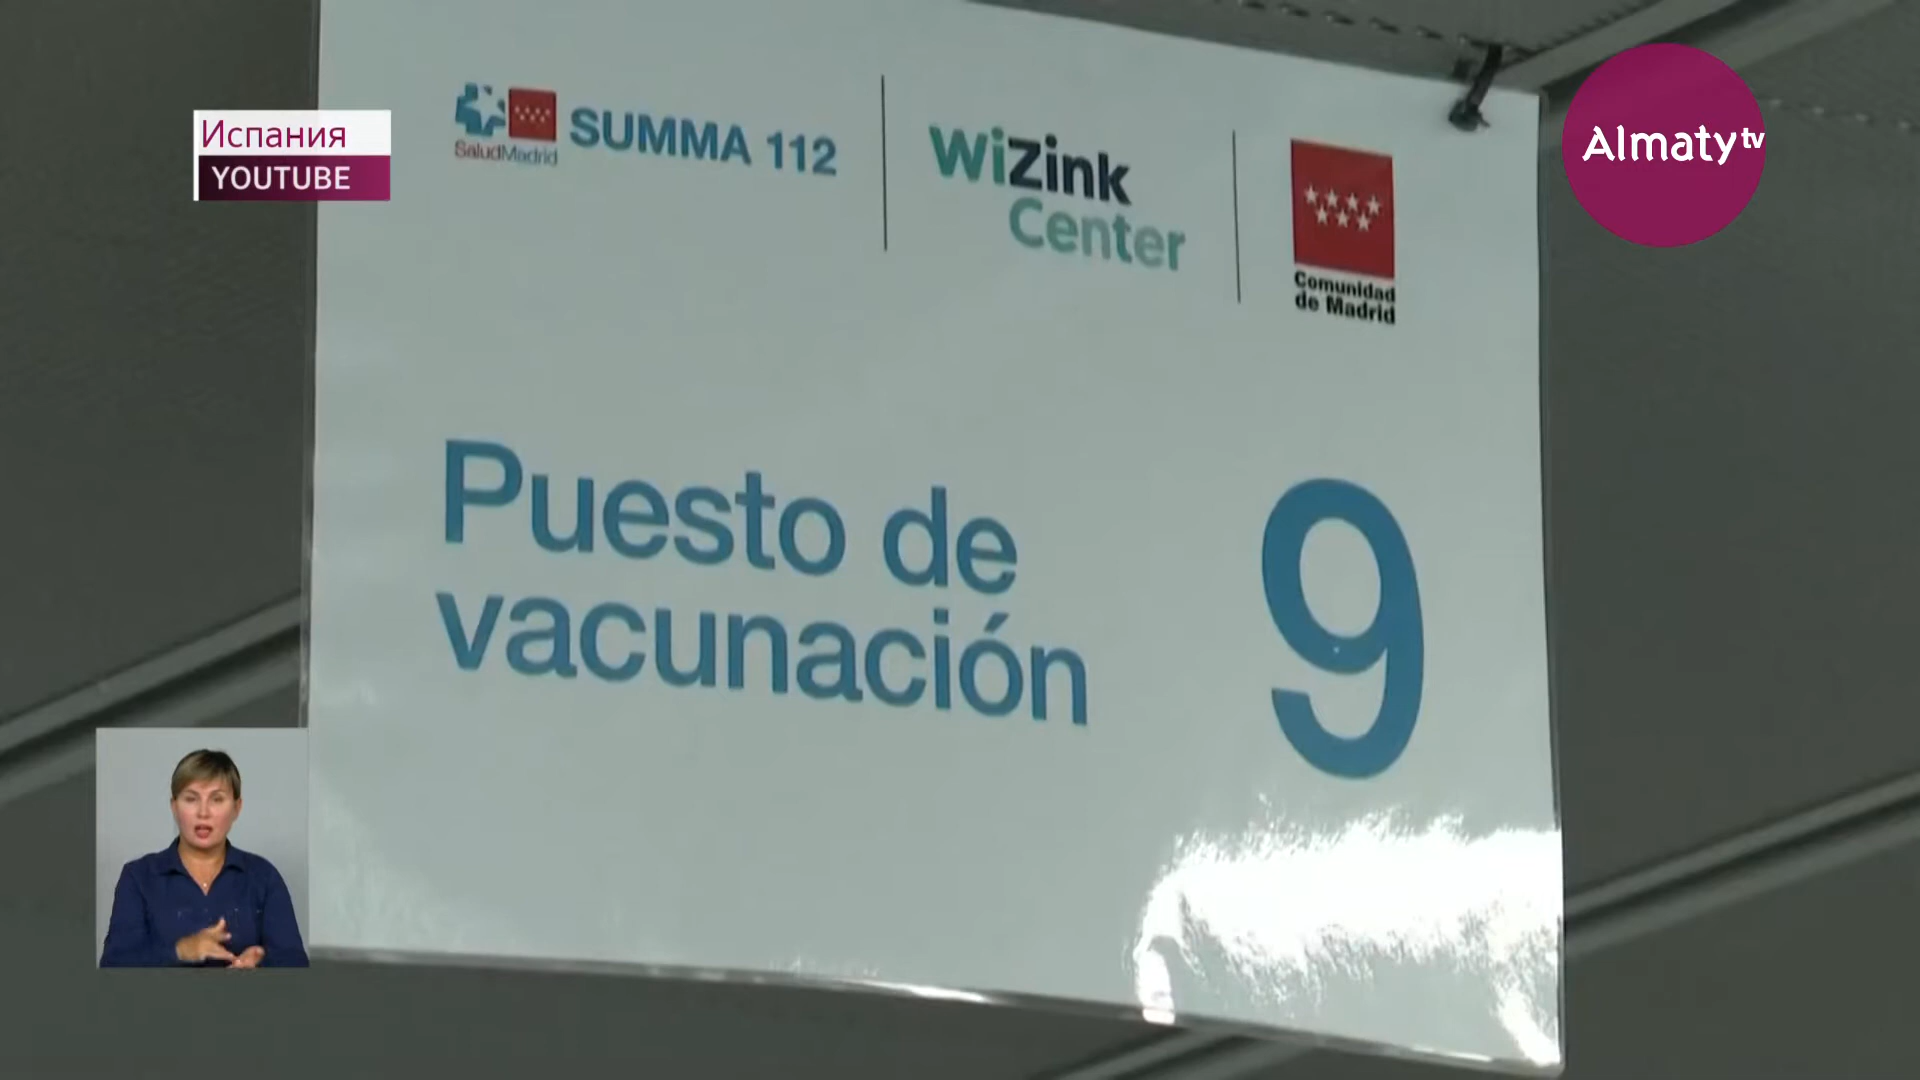 Испания
YOUTUBE
Almaty tv
SaludMadrid
SUMMA 112
WiZink
Center
Comunidad
de Madrid
Puesto de
vacunación
9